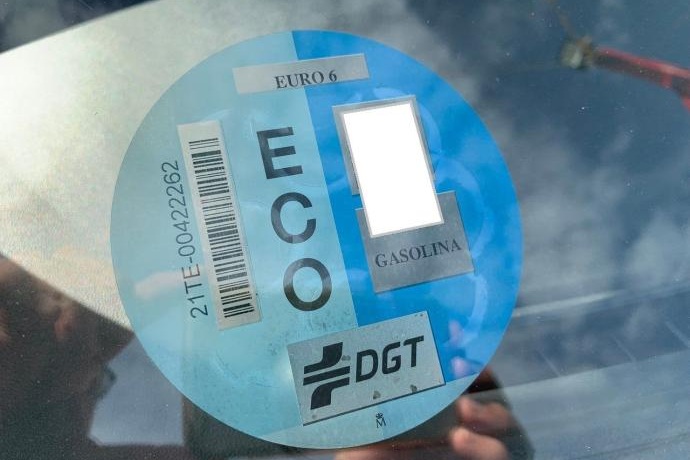 EURO 6
21TE-00422262
ECO
GASOLINA
DGT
M